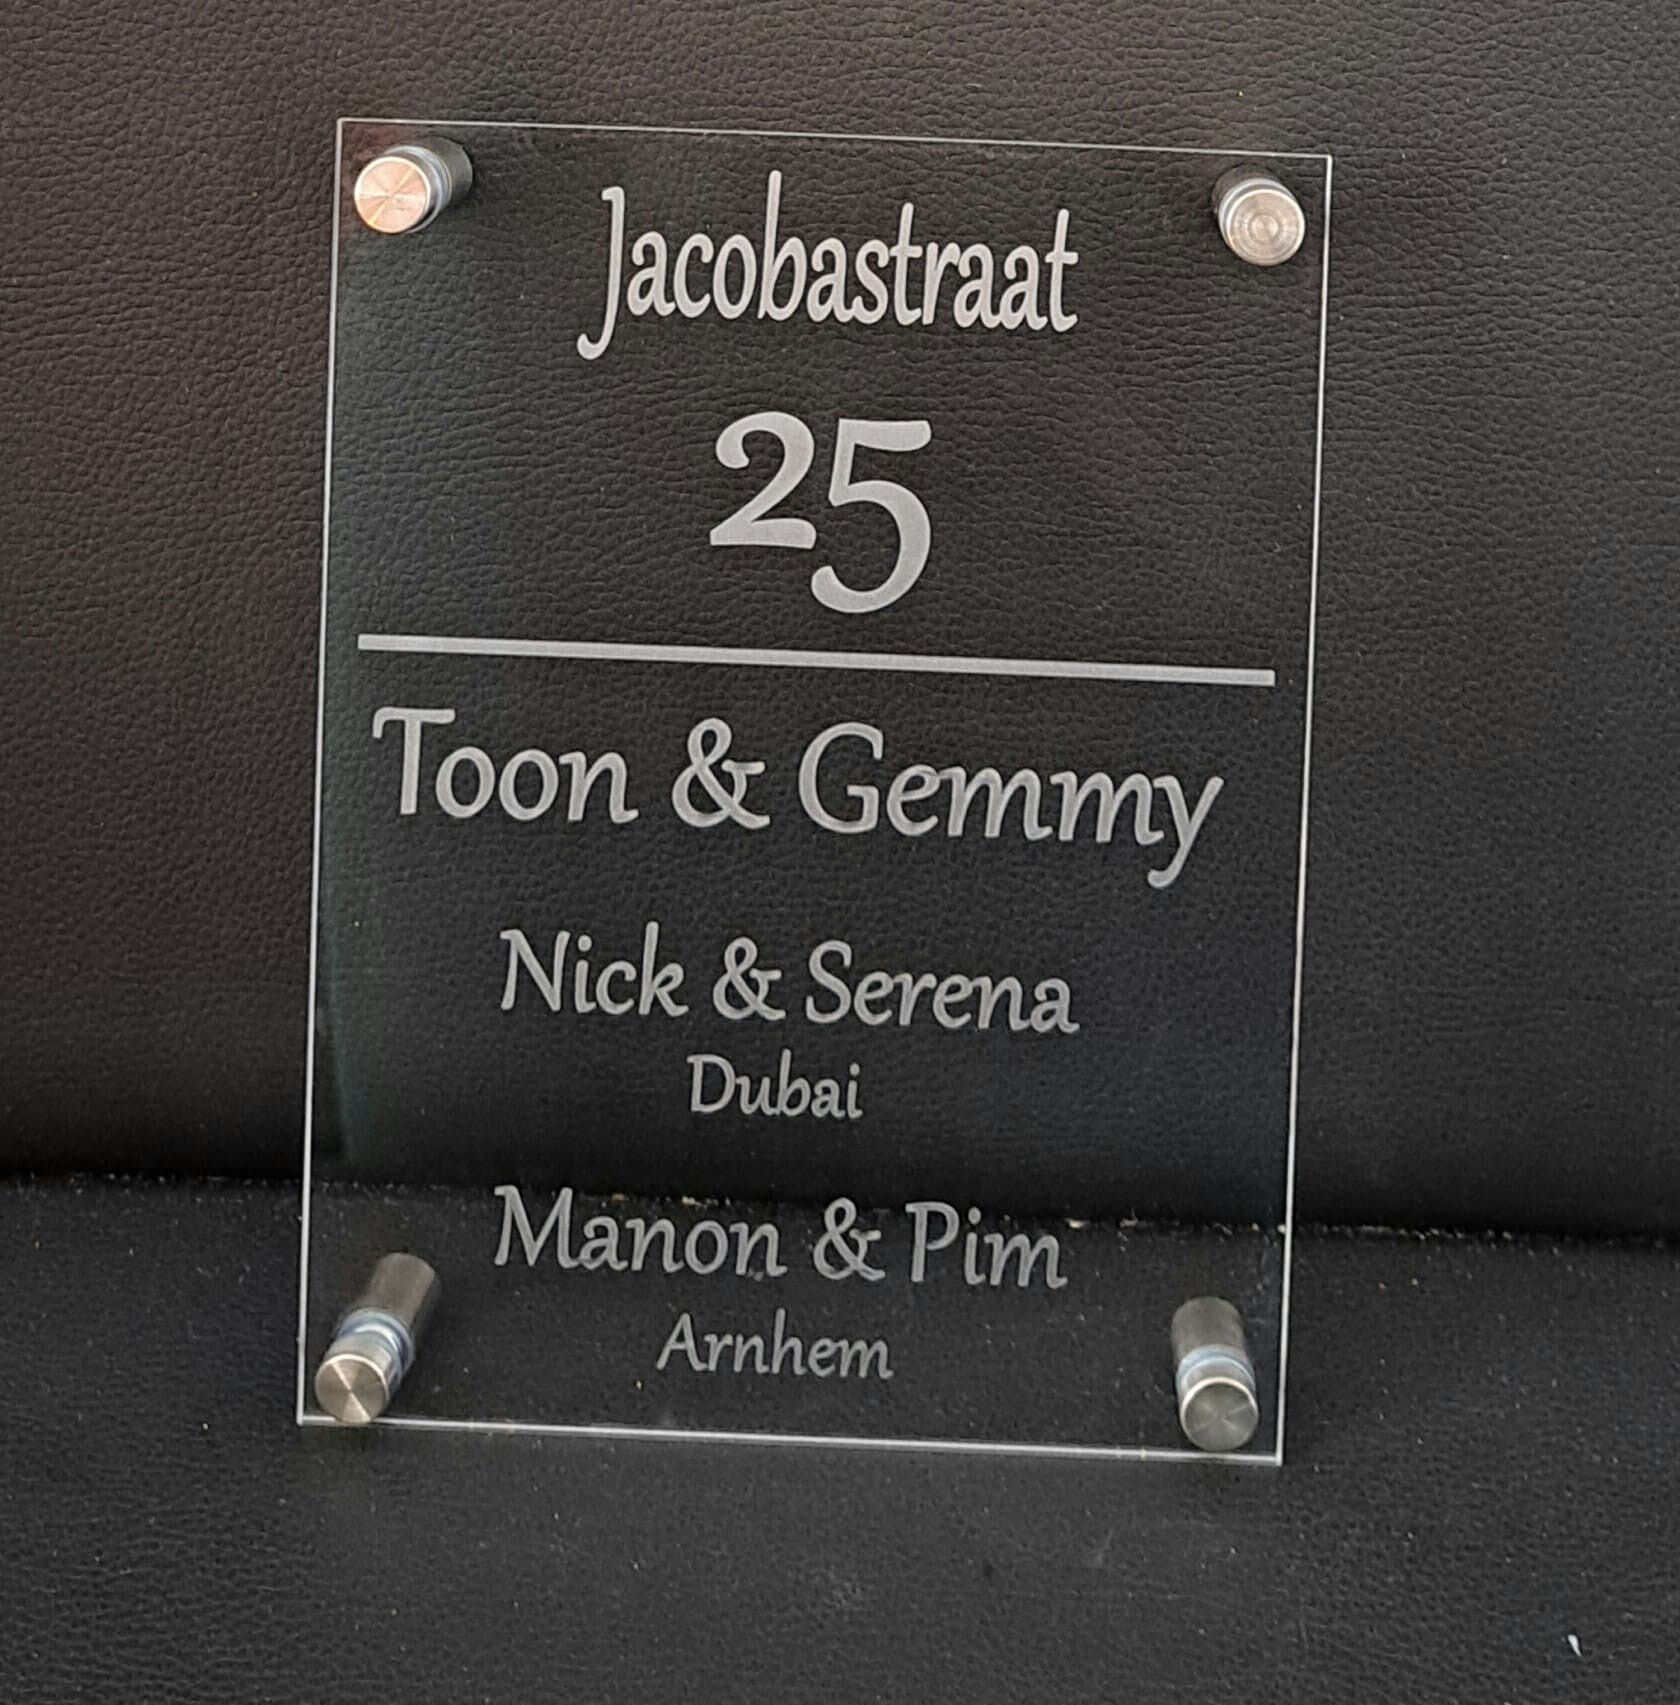 Jacobastraat
25
Toon & Gemmy
Nick & Serena
Dubai
Manon & Pim
Arnhem